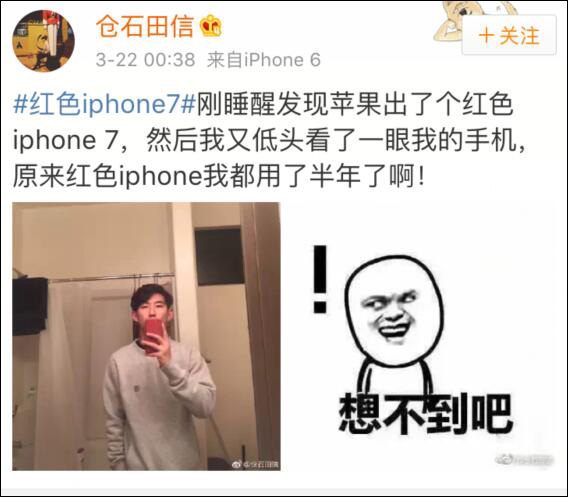 仓石田信
3-22 00:38 来自iPhone 6
+关注
#红色iphone7#刚睡醒发现苹果出了个红色
iphone 7，然后我又低头看了一眼我的手机，
原来红色iphone我都用了半年了啊！
！
想不到吧
@仓石田信